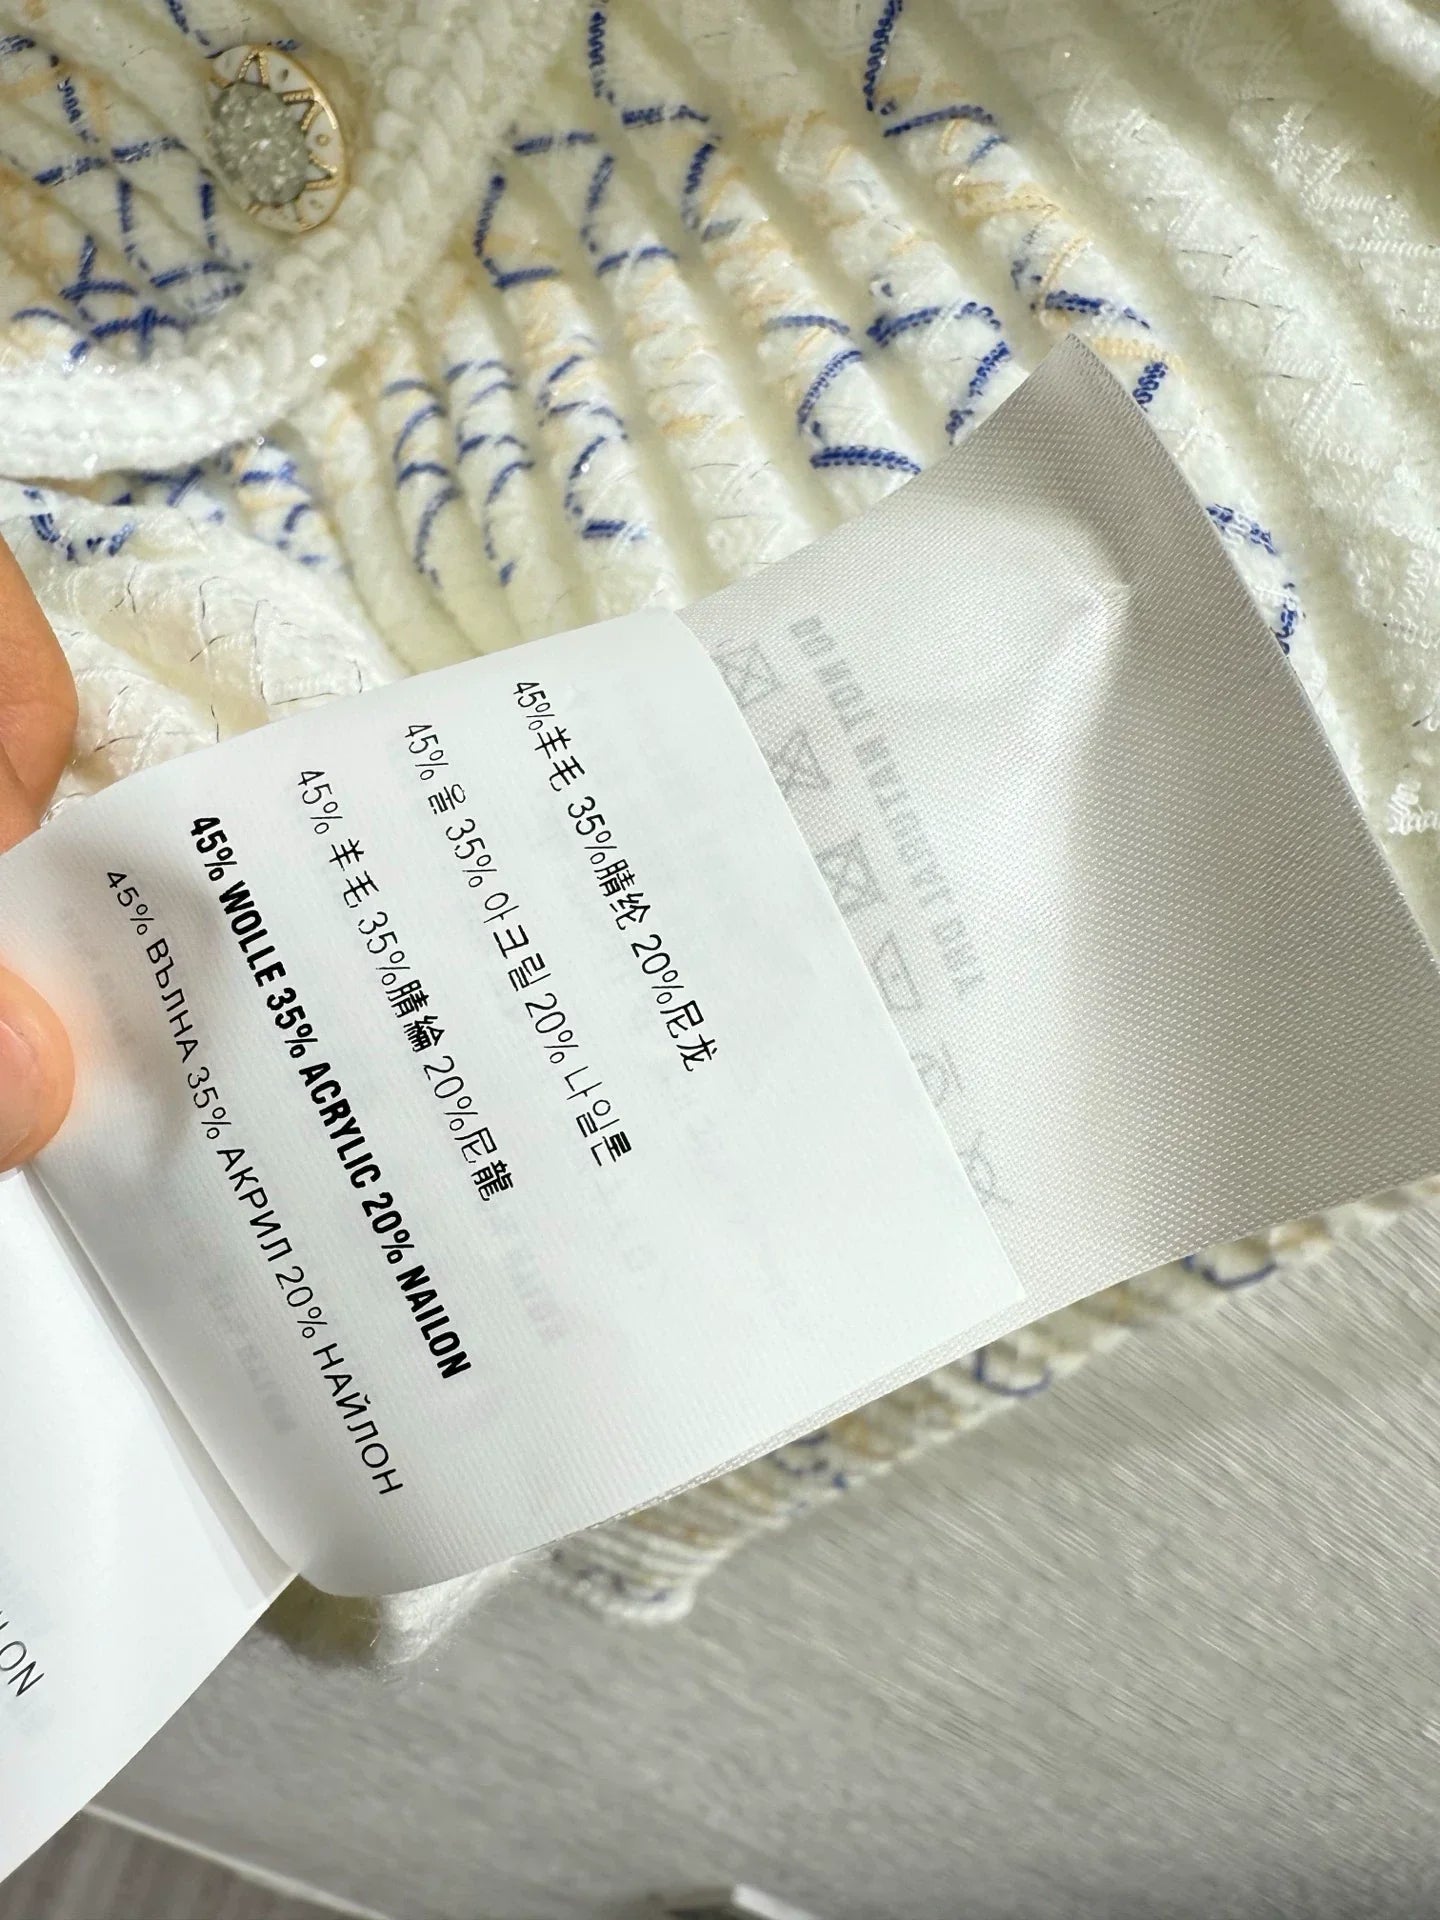 45%羊毛 35%腈纶 20%尼龙
45% 울 35% 아크릴 20% 나일론
45% 羊毛 35%腈綸 20%尼龍
45% WOLLE 35% ACRYLIC 20% NAILON
45% ВЪЛНА 35% АКРИЛ 20% НАЙЛОН